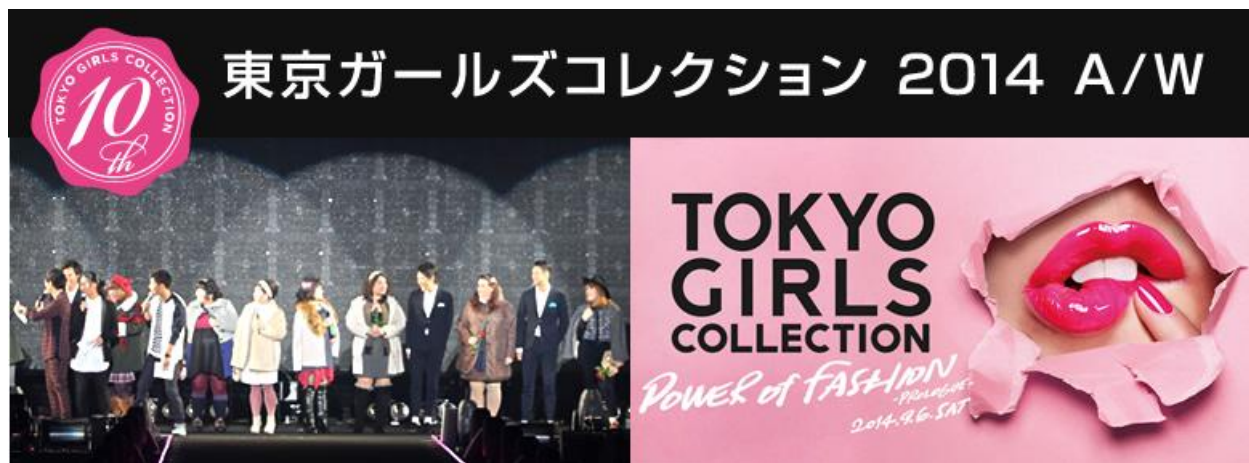 TOKYO GIRLS COLLECTION
10th
東京ガールズコレクション 2014 A/W
TOKYO
GIRLS
COLLECTION
POWER of FASHION
-PROLOGUE-
2014.9.6.SAT